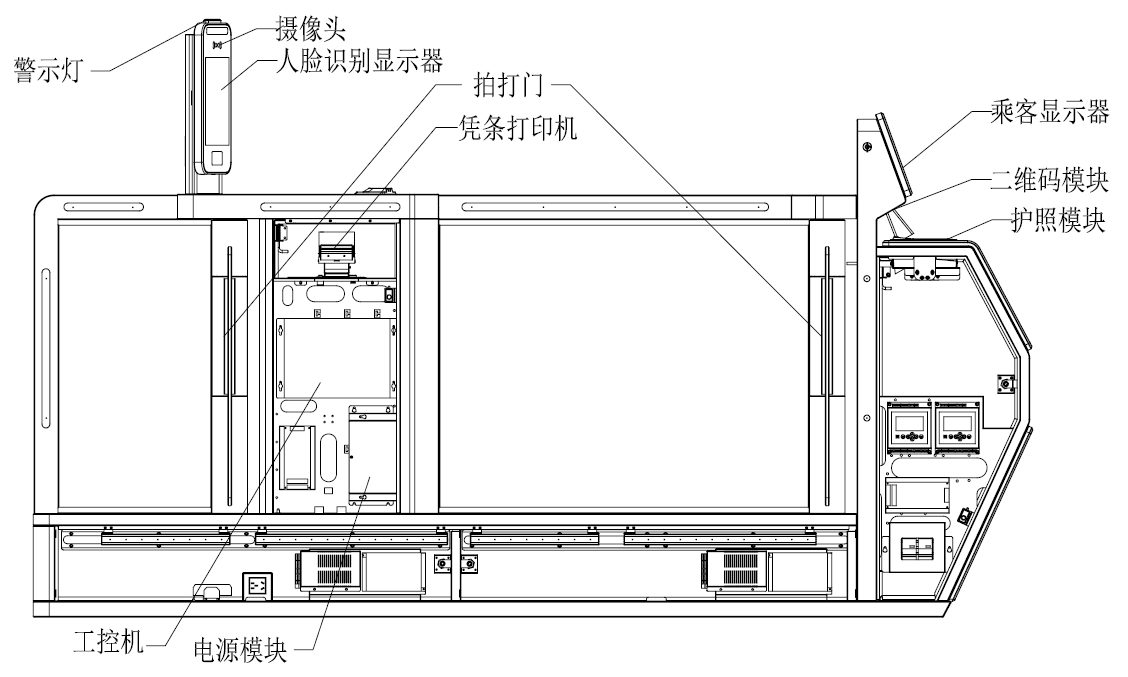 摄像头
警示灯
人脸识别显示器
拍打门
凭条打印机
乘客显示器
二维码模块
护照模块
工控机
电源模块